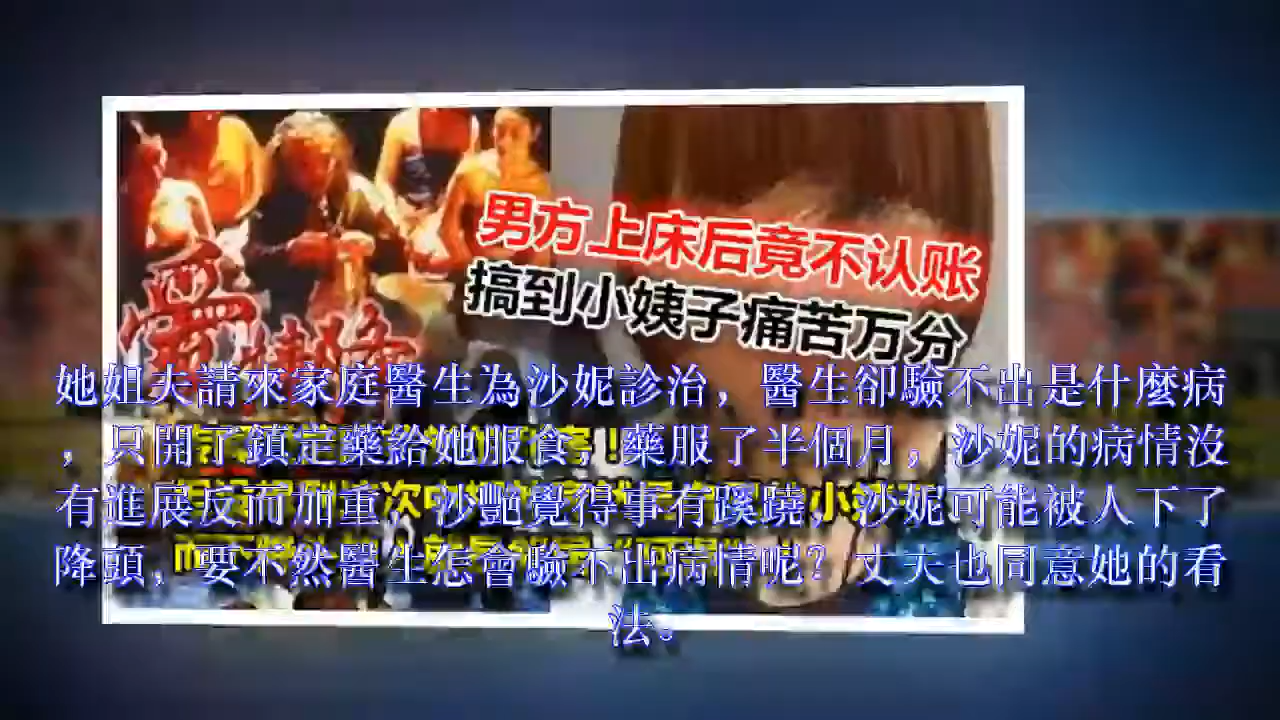 男方上床后竟不认账
搞到小姨子痛苦万分
她姐夫請來家庭醫生為沙妮診治，醫生卻驗不出是什麼病
，只開了鎮定藥給她服食，藥服了半個月，沙妮的病情沒
有進展反而加重，沙艷覺得事有蹊蹺，沙妮可能被人下了
降頭，要不然醫生怎會驗不出病情呢？丈夫也同意她的看
法。